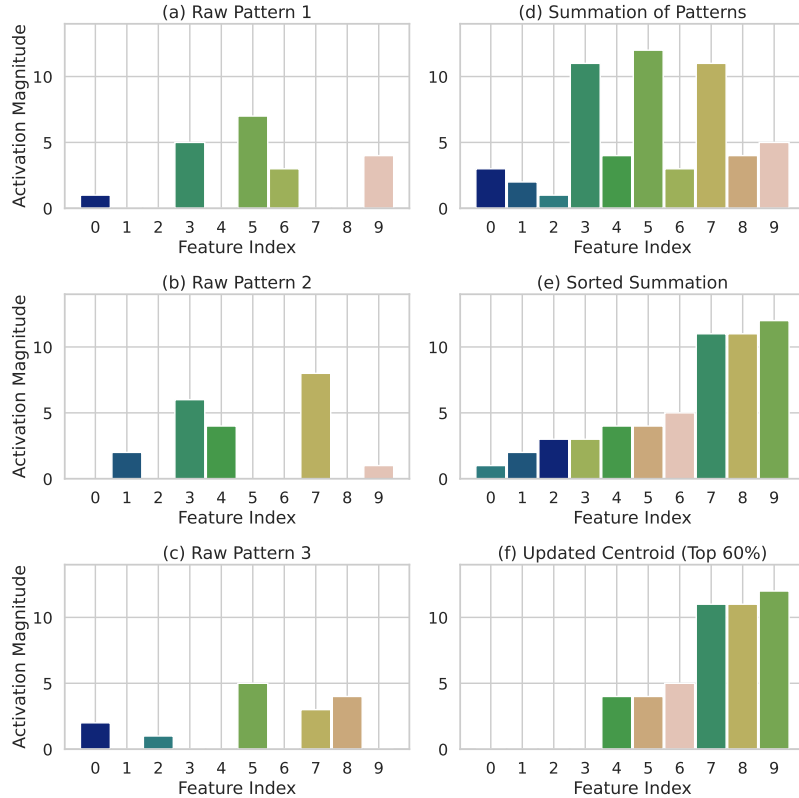 (a) Raw Pattern 1
Activation Magnitude
10
5
0
0 1 2 3 4 5 6 7 8 9
Feature Index
(d) Summation of Patterns
10
5
0
0 1 2 3 4 5 6 7 8 9
Feature Index
(b) Raw Pattern 2
Activation Magnitude
10
5
0
0 1 2 3 4 5 6 7 8 9
Feature Index
(e) Sorted Summation
10
5
0
0 1 2 3 4 5 6 7 8 9
Feature Index
(c) Raw Pattern 3
Activation Magnitude
10
5
0
0 1 2 3 4 5 6 7 8 9
Feature Index
(f) Updated Centroid (Top 60%)
10
5
0
0 1 2 3 4 5 6 7 8 9
Feature Index